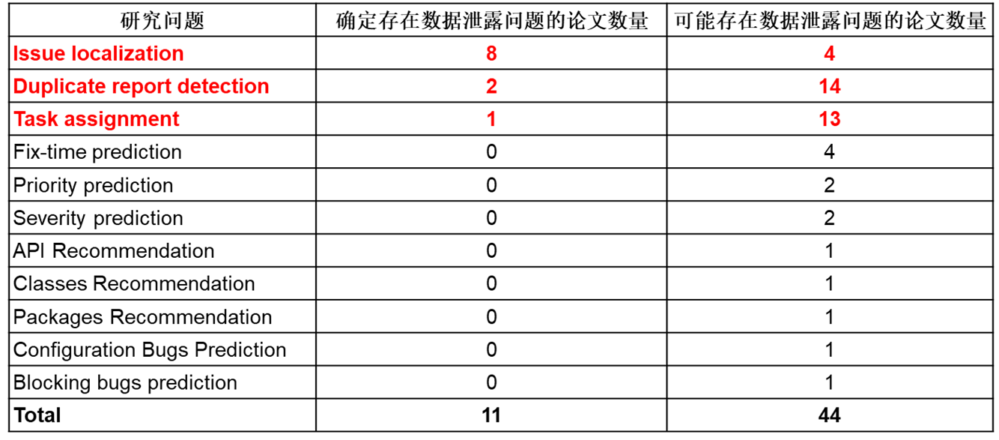 研究问题 确定存在数据泄露问题的论文数量 可能存在数据泄露问题的论文数量
Issue localization 8 4
Duplicate report detection 2 14
Task assignment 1 13
Fix-time prediction 0 4
Priority prediction 0 2
Severity prediction 0 2
API Recommendation 0 1
Classes Recommendation 0 1
Packages Recommendation 0 1
Configuration Bugs Prediction 0 1
Blocking bugs prediction 0 1
Total 11 44